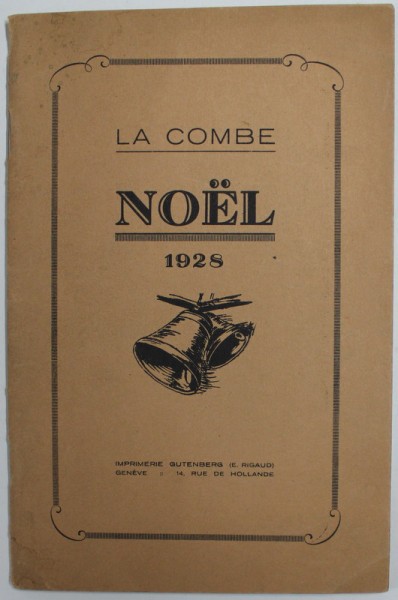 LA COMBE
NOËL
1928
IMPRIMERIE GUTENBERG (E. RIGAUD)
GENÈVE : 14, RUE DE HOLLANDE